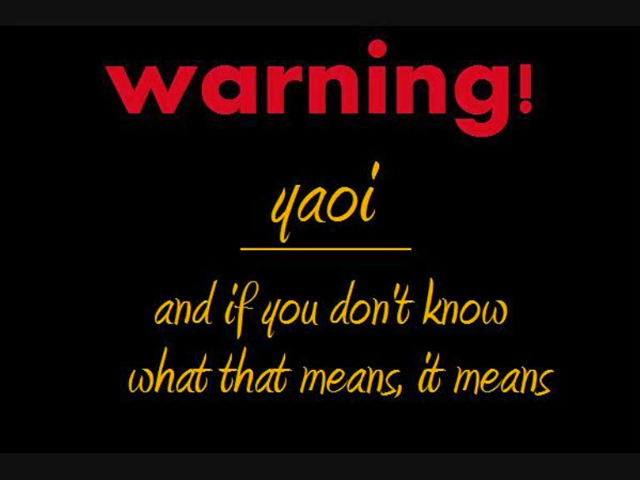 warning!
yaoi
and if you don't know
what that means, it means